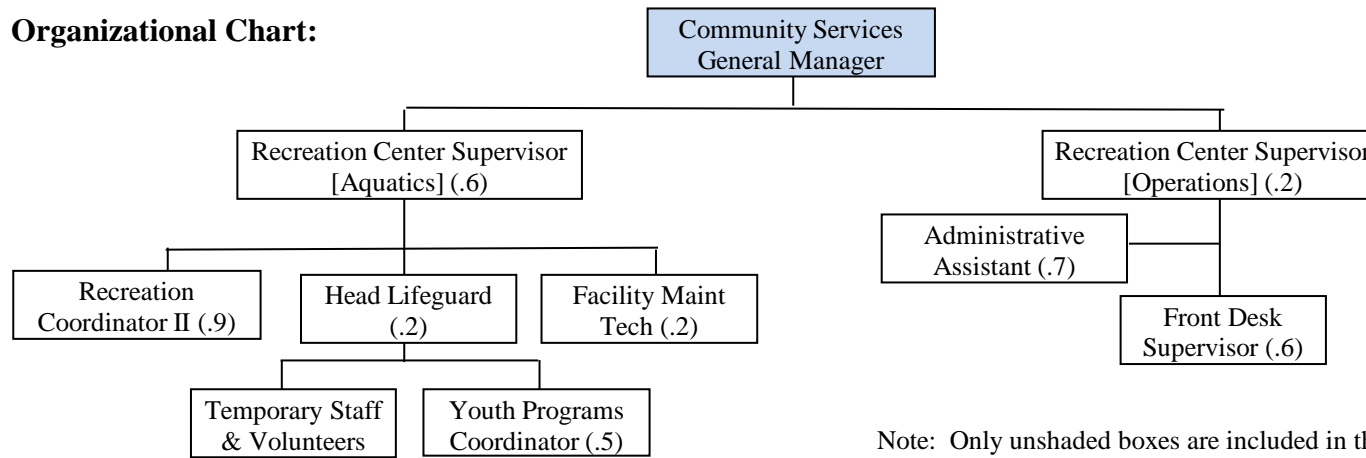 Organizational Chart:
Community Services
General Manager
Recreation Center Supervisor
[Aquatics] (.6)
Recreation Center Supervisor
[Operations] (.2)
Administrative
Assistant (.7)
Recreation
Coordinator II (.9)
Head Lifeguard
(.2)
Facility Maint
Tech (.2)
Front Desk
Supervisor (.6)
Temporary Staff
& Volunteers
Youth Programs
Coordinator (.5)
Note: Only unshaded boxes are included in